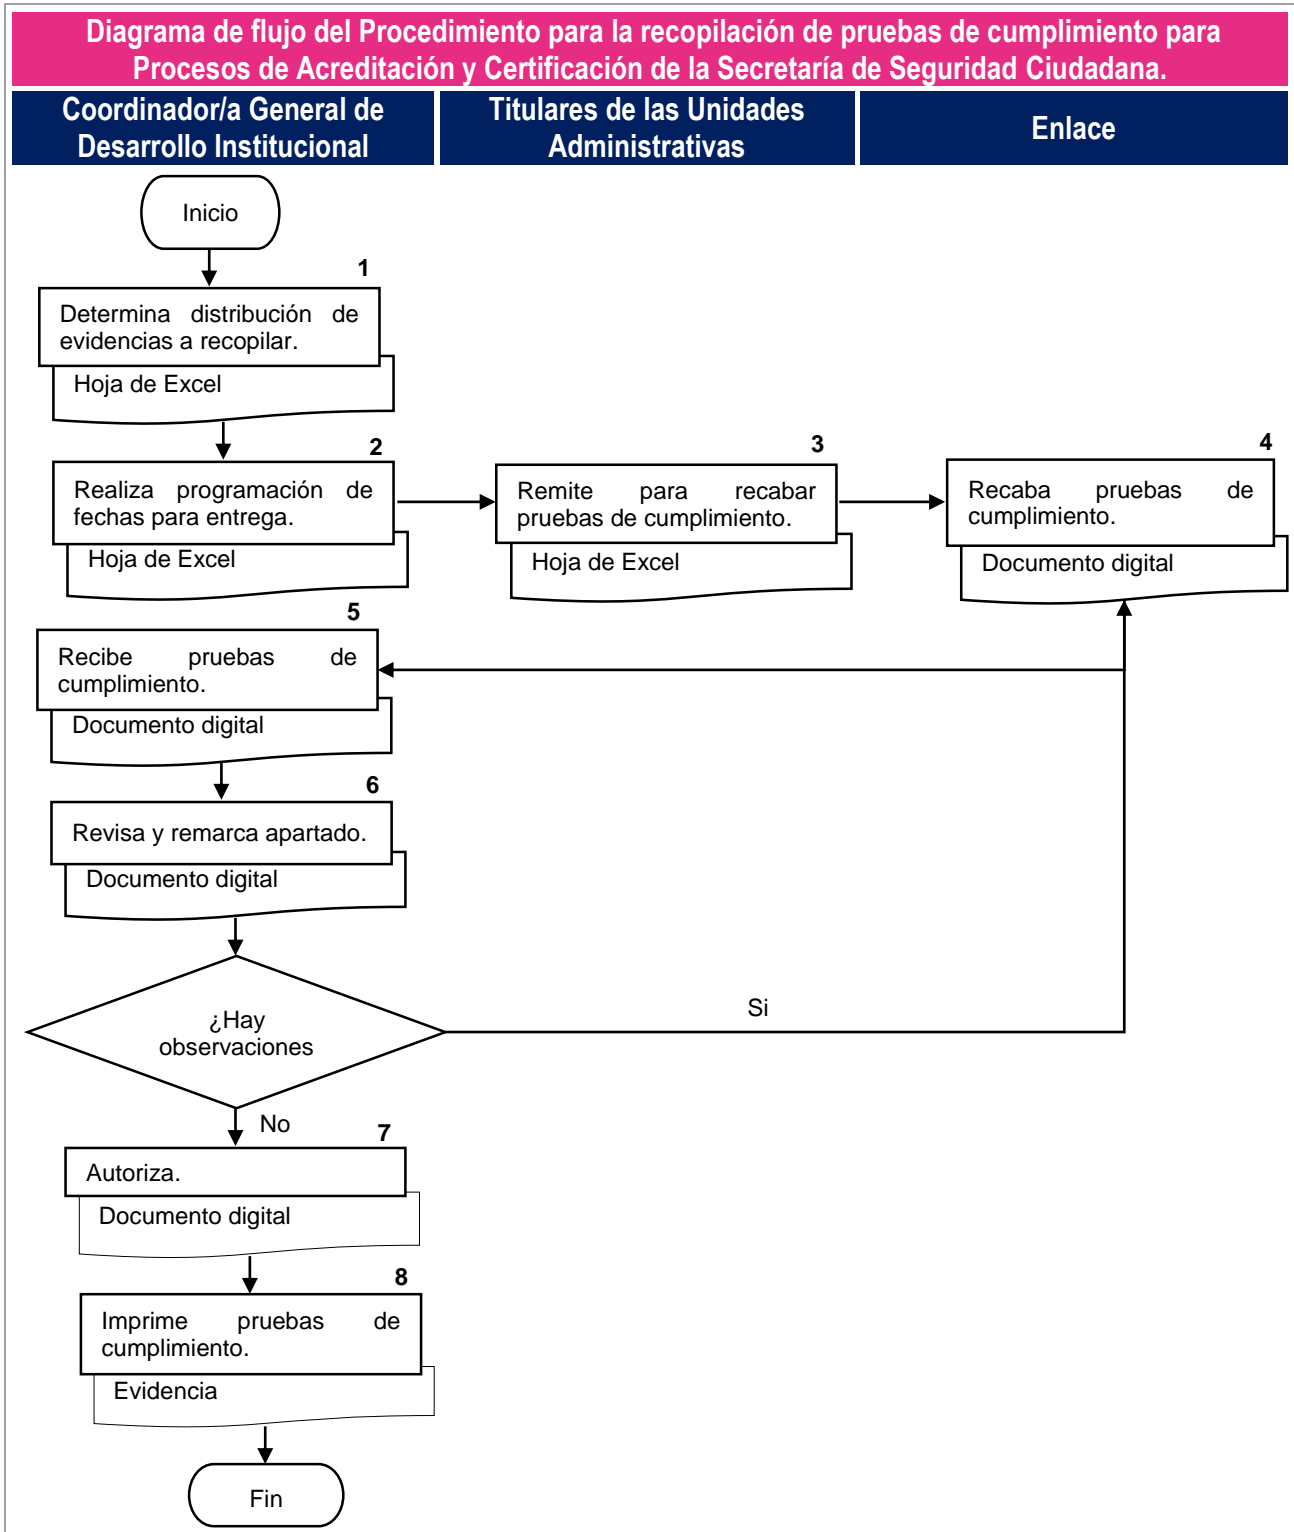 Diagrama de flujo del Procedimiento para la recopilación de pruebas de cumplimiento para
Procesos de Acreditación y Certificación de la Secretaría de Seguridad Ciudadana.
Coordinador/a General de
Desarrollo Institucional
Titulares de las Unidades
Administrativas
Enlace
Inicio
1
Determina distribución de
evidencias a recopilar.
Hoja de Excel
2
Realiza programación de
fechas para entrega.
Hoja de Excel
3
Remite para recabar
pruebas de cumplimiento.
Hoja de Excel
4
Recaba pruebas de
cumplimiento.
Documento digital
5
Recibe pruebas de
cumplimiento.
Documento digital
6
Revisa y remarca apartado.
Documento digital
¿Hay
observaciones
Si
No
7
Autoriza.
Documento digital
8
Imprime pruebas de
cumplimiento.
Evidencia
Fin